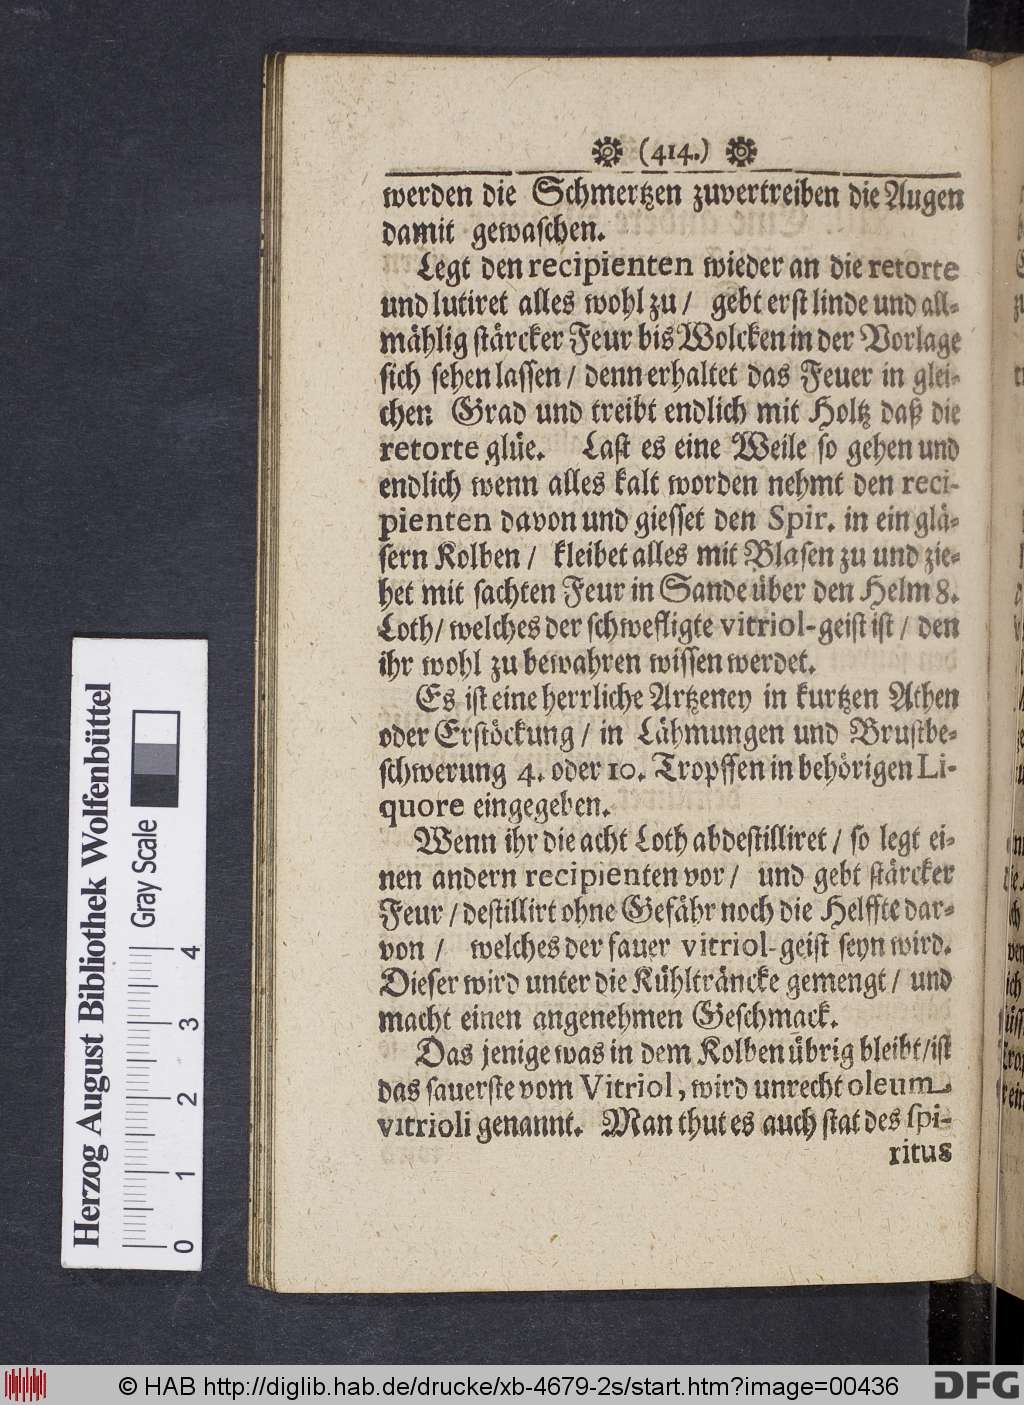 (414.)
werden die Schmertzen zuvertreiben die Augen
damit gewaschen.
Legt den recipienten wieder an die retorte
und lutiret alles wohl zu / gebt erst linde und all-
mählig stärcker Feur bis Wolcken in der Vorlage
sich sehen lassen / denn erhaltet das Feuer in glei-
chen Grad und treibt endlich mit Holtz daß die
retorte glüe. Last es eine Weile so gehen und
endlich wenn alles kalt worden nehmt den reci-
pienten davon und giesset den Spir. in ein glä-
sern Kolben / kleibet alles mit Blasen zu und zie-
het mit sachten Feur in Sande über den Helm 8.
Loth / welches der schwefligte vitriol-geist ist / den
ihr wohl zu bewahren wissen werdet.
Es ist eine herrliche Artzeney in kurtzen Athen
oder Erstöckung / in Lähmungen und Brustbe-
schwerung 4. oder 10. Tropffen in behörigen Li-
quore eingegeben.
Wenn ihr die acht Loth abdestilliret / so legt ei-
nen andern recipienten vor / und gebt stärcker
Feur / destillirt ohne Gefähr noch die Helffte dar-
von / welches der sauer vitriol-geist seyn wird.
Dieser wird unter die Kühlträncke gemengt / und
macht einen angenehmen Geschmack.
Das jenige was in dem Kolben übrig bleibt / ist
das sauerste vom Vitriol, wird unrecht oleum
vitrioli genannt. Man thut es auch stat des spi-
ritus
Herzog August Bibliothek Wolfenbüttel
Gray Scale
0 1 2 3 4
© HAB http://diglib.hab.de/drucke/xb-4679-2s/start.htm?image=00436
DFG